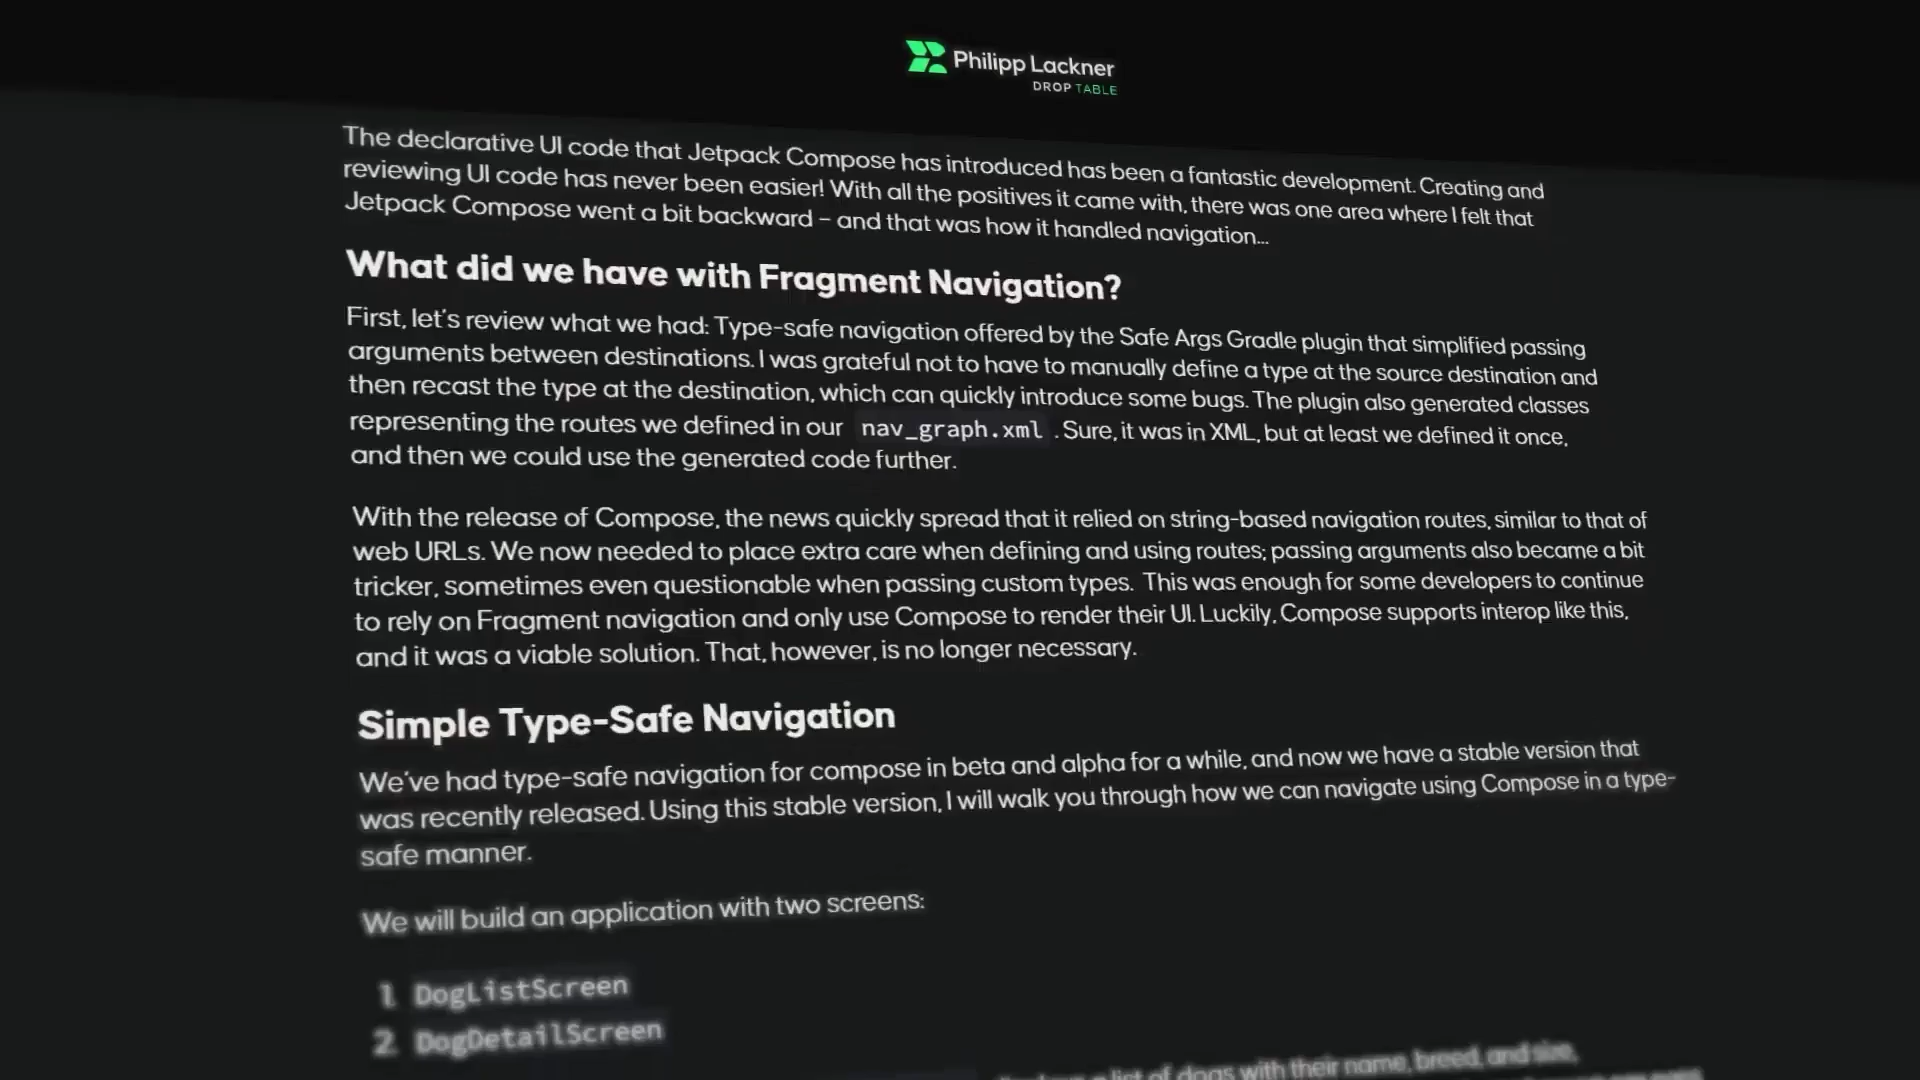 Philipp Lackner
DROP TABLE
The declarative UI code that Jetpack Compose has introduced has been a fantastic development. Creating and
reviewing UI code has never been easier! With all the positives it came with, there was one area where I felt that
Jetpack Compose went a bit backward – and that was how it handled navigation...
What did we have with Fragment Navigation?
First, let's review what we had: Type-safe navigation offered by the Safe Args Gradle plugin that simplified passing
arguments between destinations. I was grateful not to have to manually define a type at the source destination and
then recast the type at the destination, which can quickly introduce some bugs. The plugin also generated classes
representing the routes we defined in our nav_graph.xml . Sure, it was in XML, but at least we defined it once,
and then we could use the generated code further.
With the release of Compose, the news quickly spread that it relied on string-based navigation routes, similar to that of
web URLs. We now needed to place extra care when defining and using routes; passing arguments also became a bit
tricker, sometimes even questionable when passing custom types. This was enough for some developers to continue
to rely on Fragment navigation and only use Compose to render their UI. Luckily, Compose supports interop like this,
and it was a viable solution. That, however, is no longer necessary.
Simple Type-Safe Navigation
We've had type-safe navigation for compose in beta and alpha for a while, and now we have a stable version that
was recently released. Using this stable version, I will walk you through how we can navigate using Compose in a type-
safe manner.
We will build an application with two screens:
1 DogListScreen
2 DogDetailScreen
a list of dogs with their name, breed, and size,